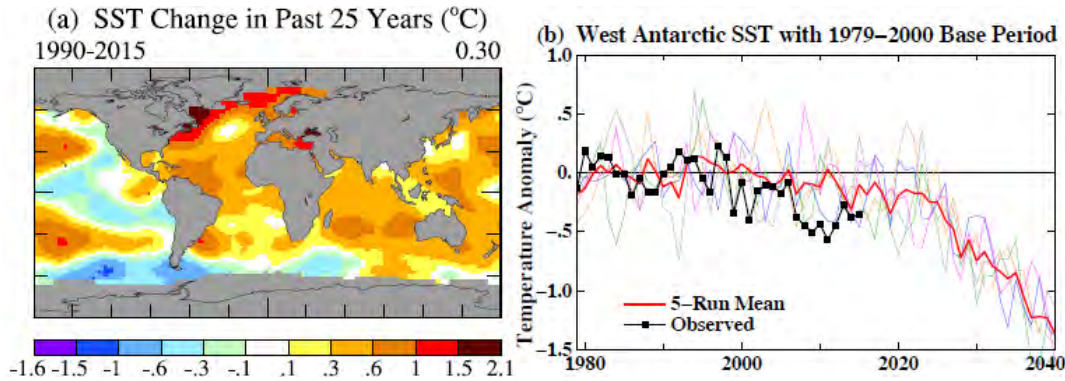 (a) SST Change in Past 25 Years (°C)
1990-2015 0.30
-1.6 -1.5 -1 -.6 -.3 -.1 .1 .3 .6 1 1.5 2.1
(b) West Antarctic SST with 1979−2000 Base Period
Temperature Anomaly (°C)
1.0
.5
0.
−.5
−1.0
−1.5
5−Run Mean
Observed
1980 2000 2020 2040